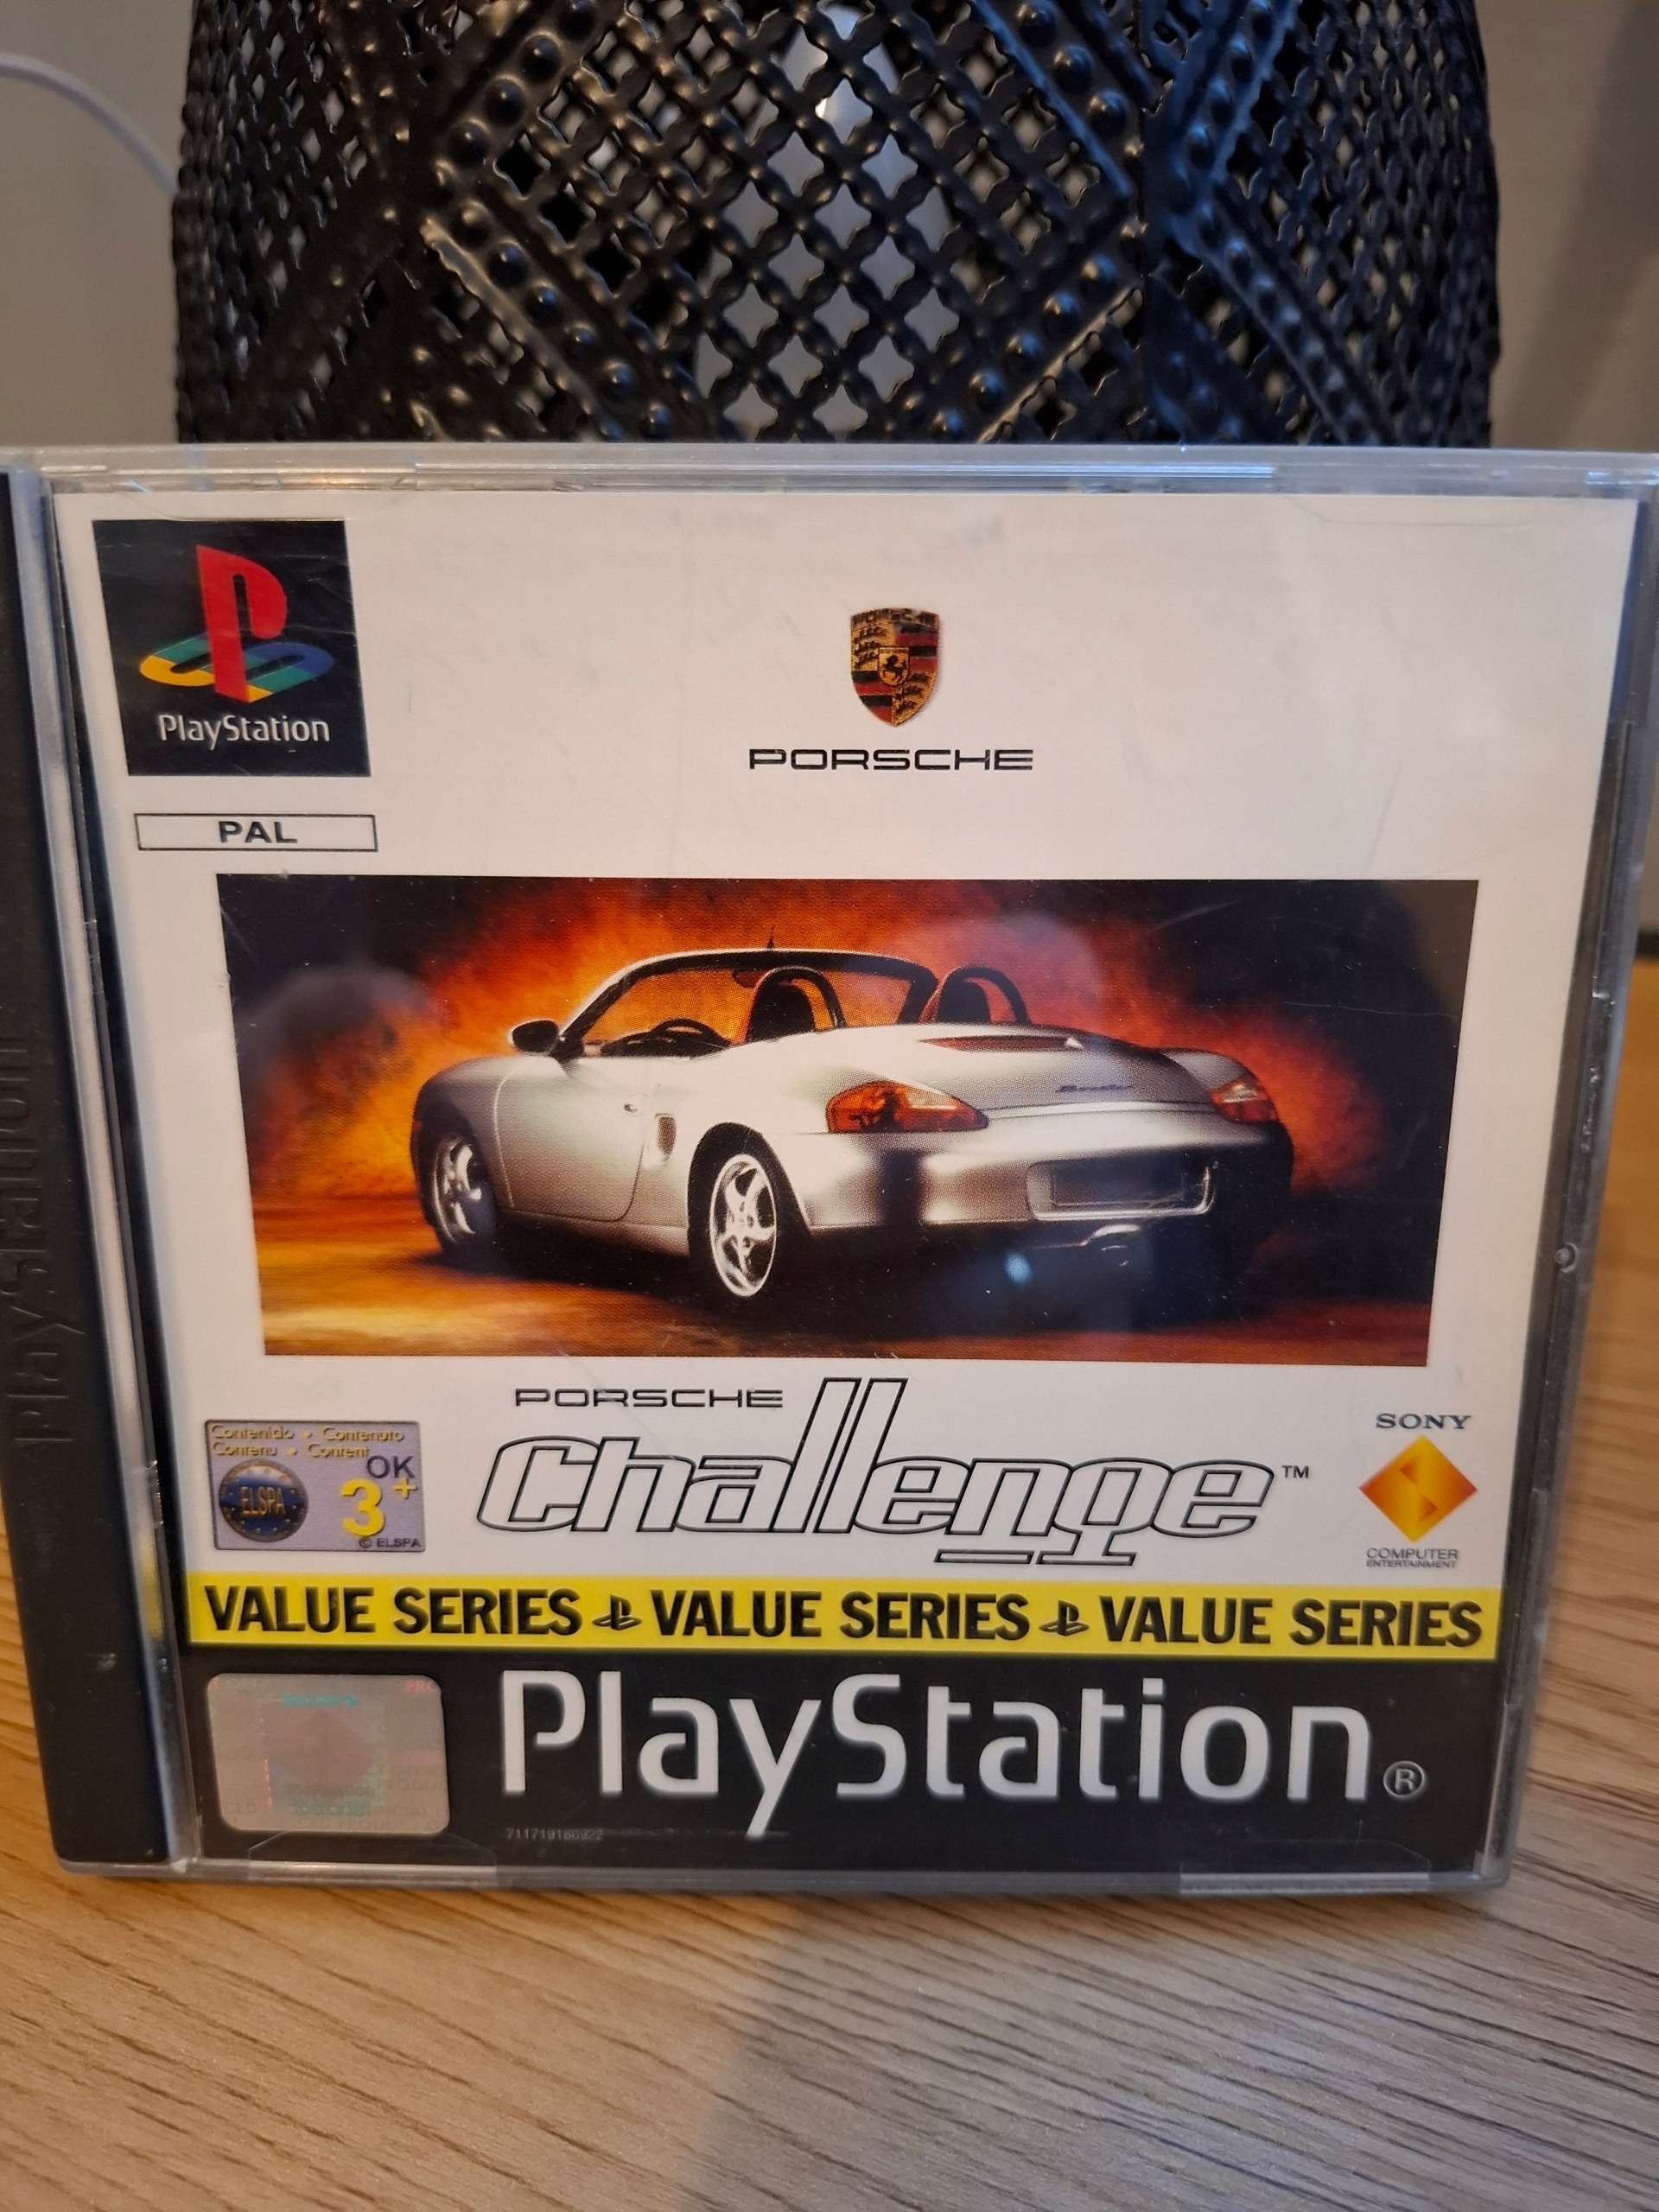 PlayStation
PORSCHE
PAL
Boxster
PlayStation
PORSCHE
Challenge™
Contenido • Contenuto
Contenu • Content
OK
ELSPA
3+
© ELSPA
SONY
COMPUTER
ENTERTAINMENT
VALUE SERIES VALUE SERIES VALUE SERIES
PlayStation®